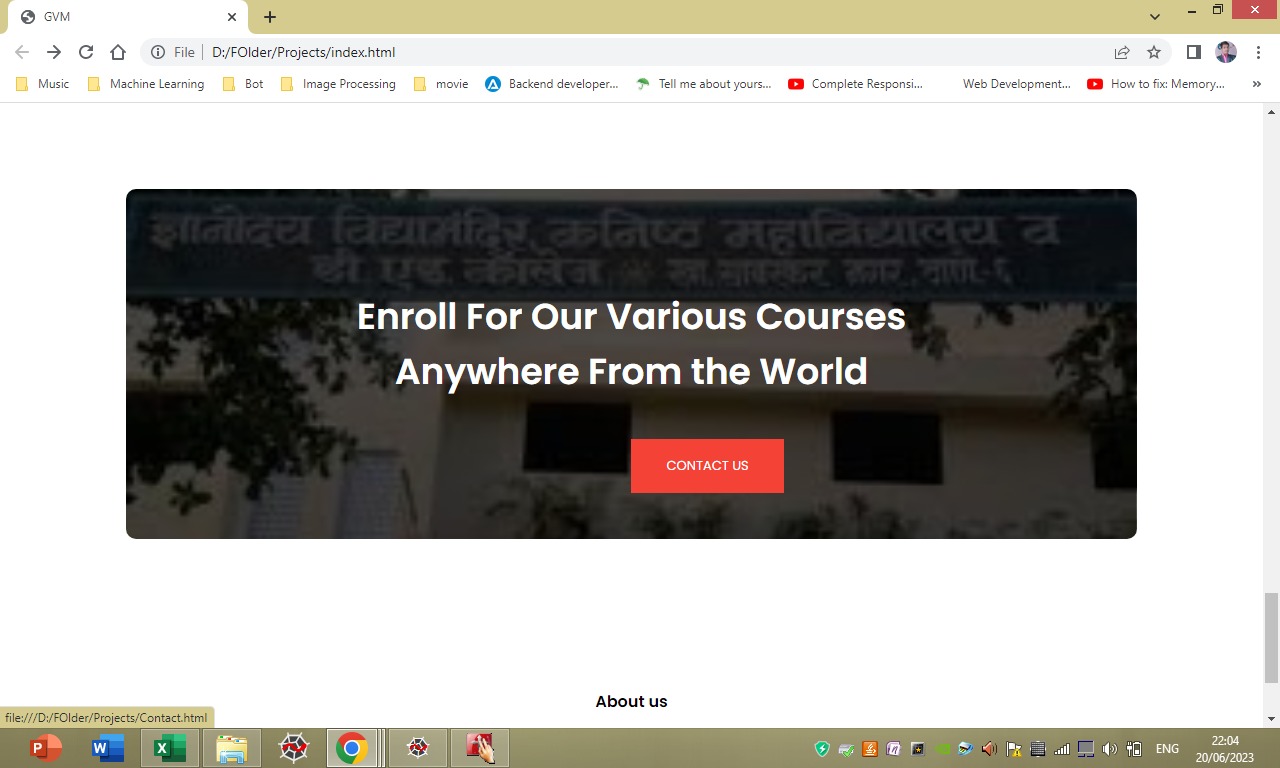 GVM
File
D:/FOlder/Projects/index.html
Music
Machine Learning
Bot
Image Processing
movie
Backend developer...
Tell me about yours...
Complete Responsi...
Web Development...
How to fix: Memory...
»
ज्ञानोदय विद्यामंदिर, कनिष्ठ महाविद्यालय व
डी एड कॉलेज
Enroll For Our Various Courses
Anywhere From the World
CONTACT US
About us
file:///D:/FOlder/Projects/Contact.html
ENG
22:04
20/06/2023